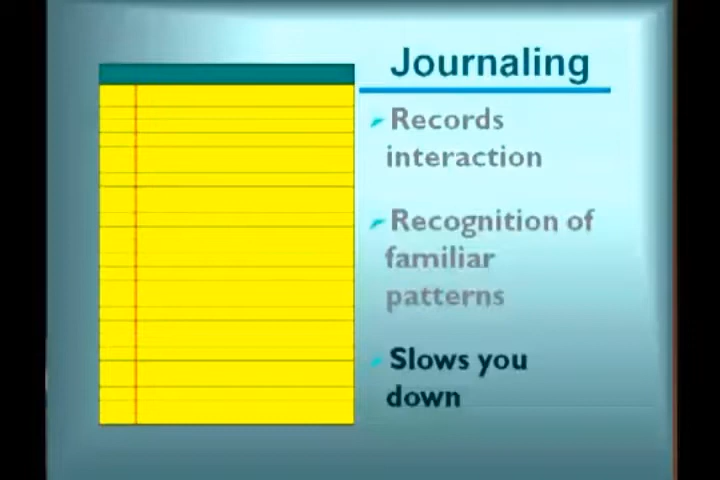 Journaling
Records
interaction
Recognition of
familiar
patterns
Slows you
down